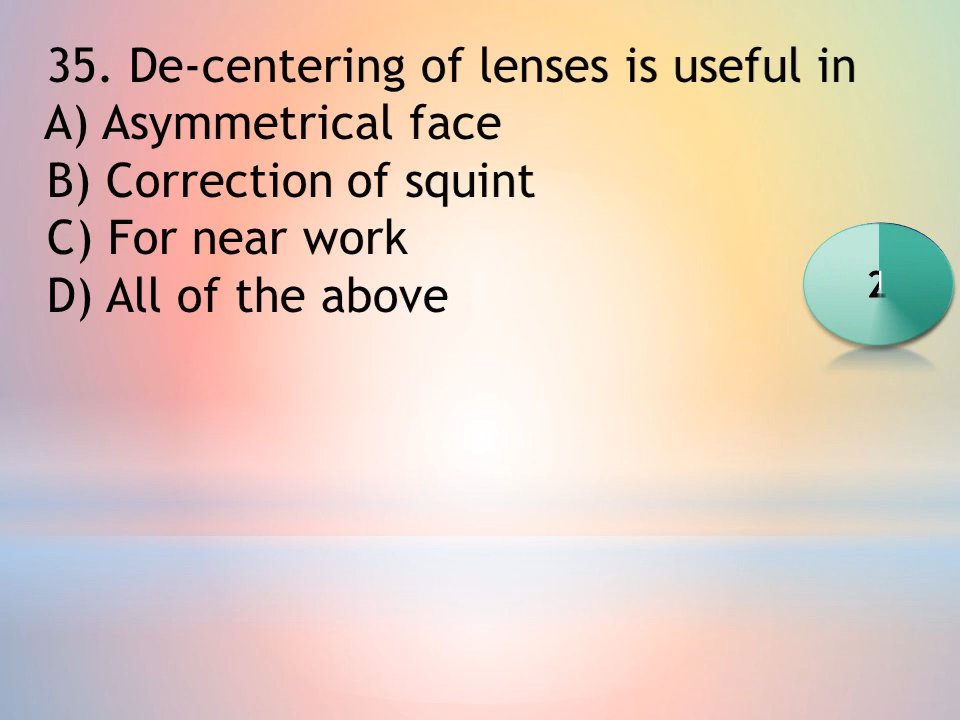 35. De-centering of lenses is useful in
A) Asymmetrical face
B) Correction of squint
C) For near work
D) All of the above
2